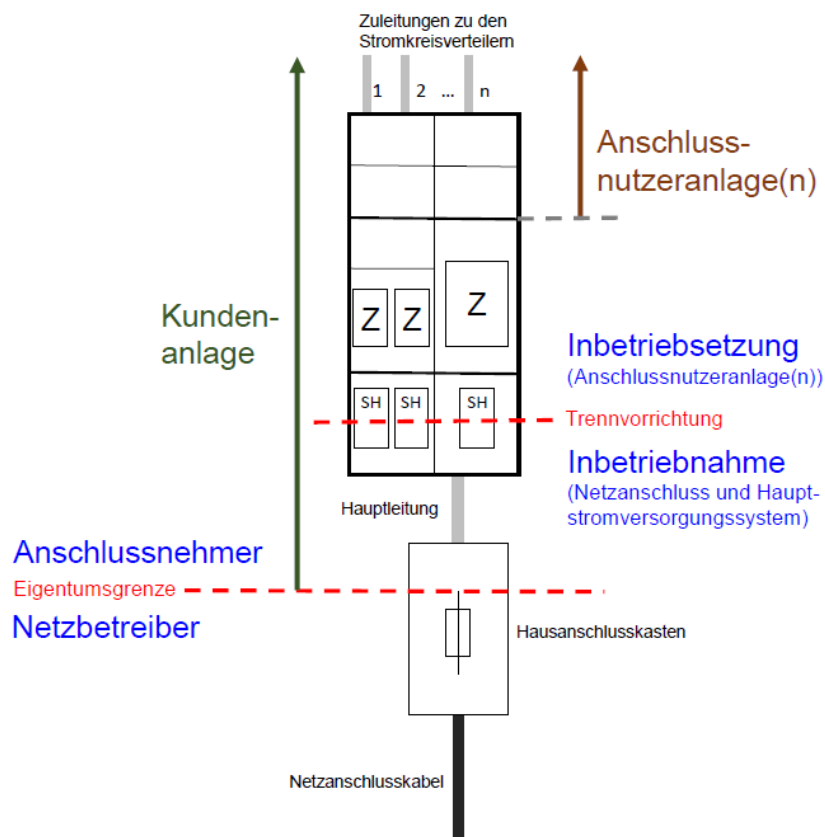 Zuleitungen zu den
Stromkreisverteilern
1 2 ... n
Anschluss-
nutzeranlage(n)
Z Z Z
Kunden-
anlage
Inbetriebsetzung
(Anschlussnutzeranlage(n))
SH SH SH
Trennvorrichtung
Inbetriebnahme
(Netzanschluss und Haupt-
stromversorgungssystem)
Hauptleitung
Anschlussnehmer
Eigentumsgrenze
Netzbetreiber
Hausanschlusskasten
Netzanschlusskabel